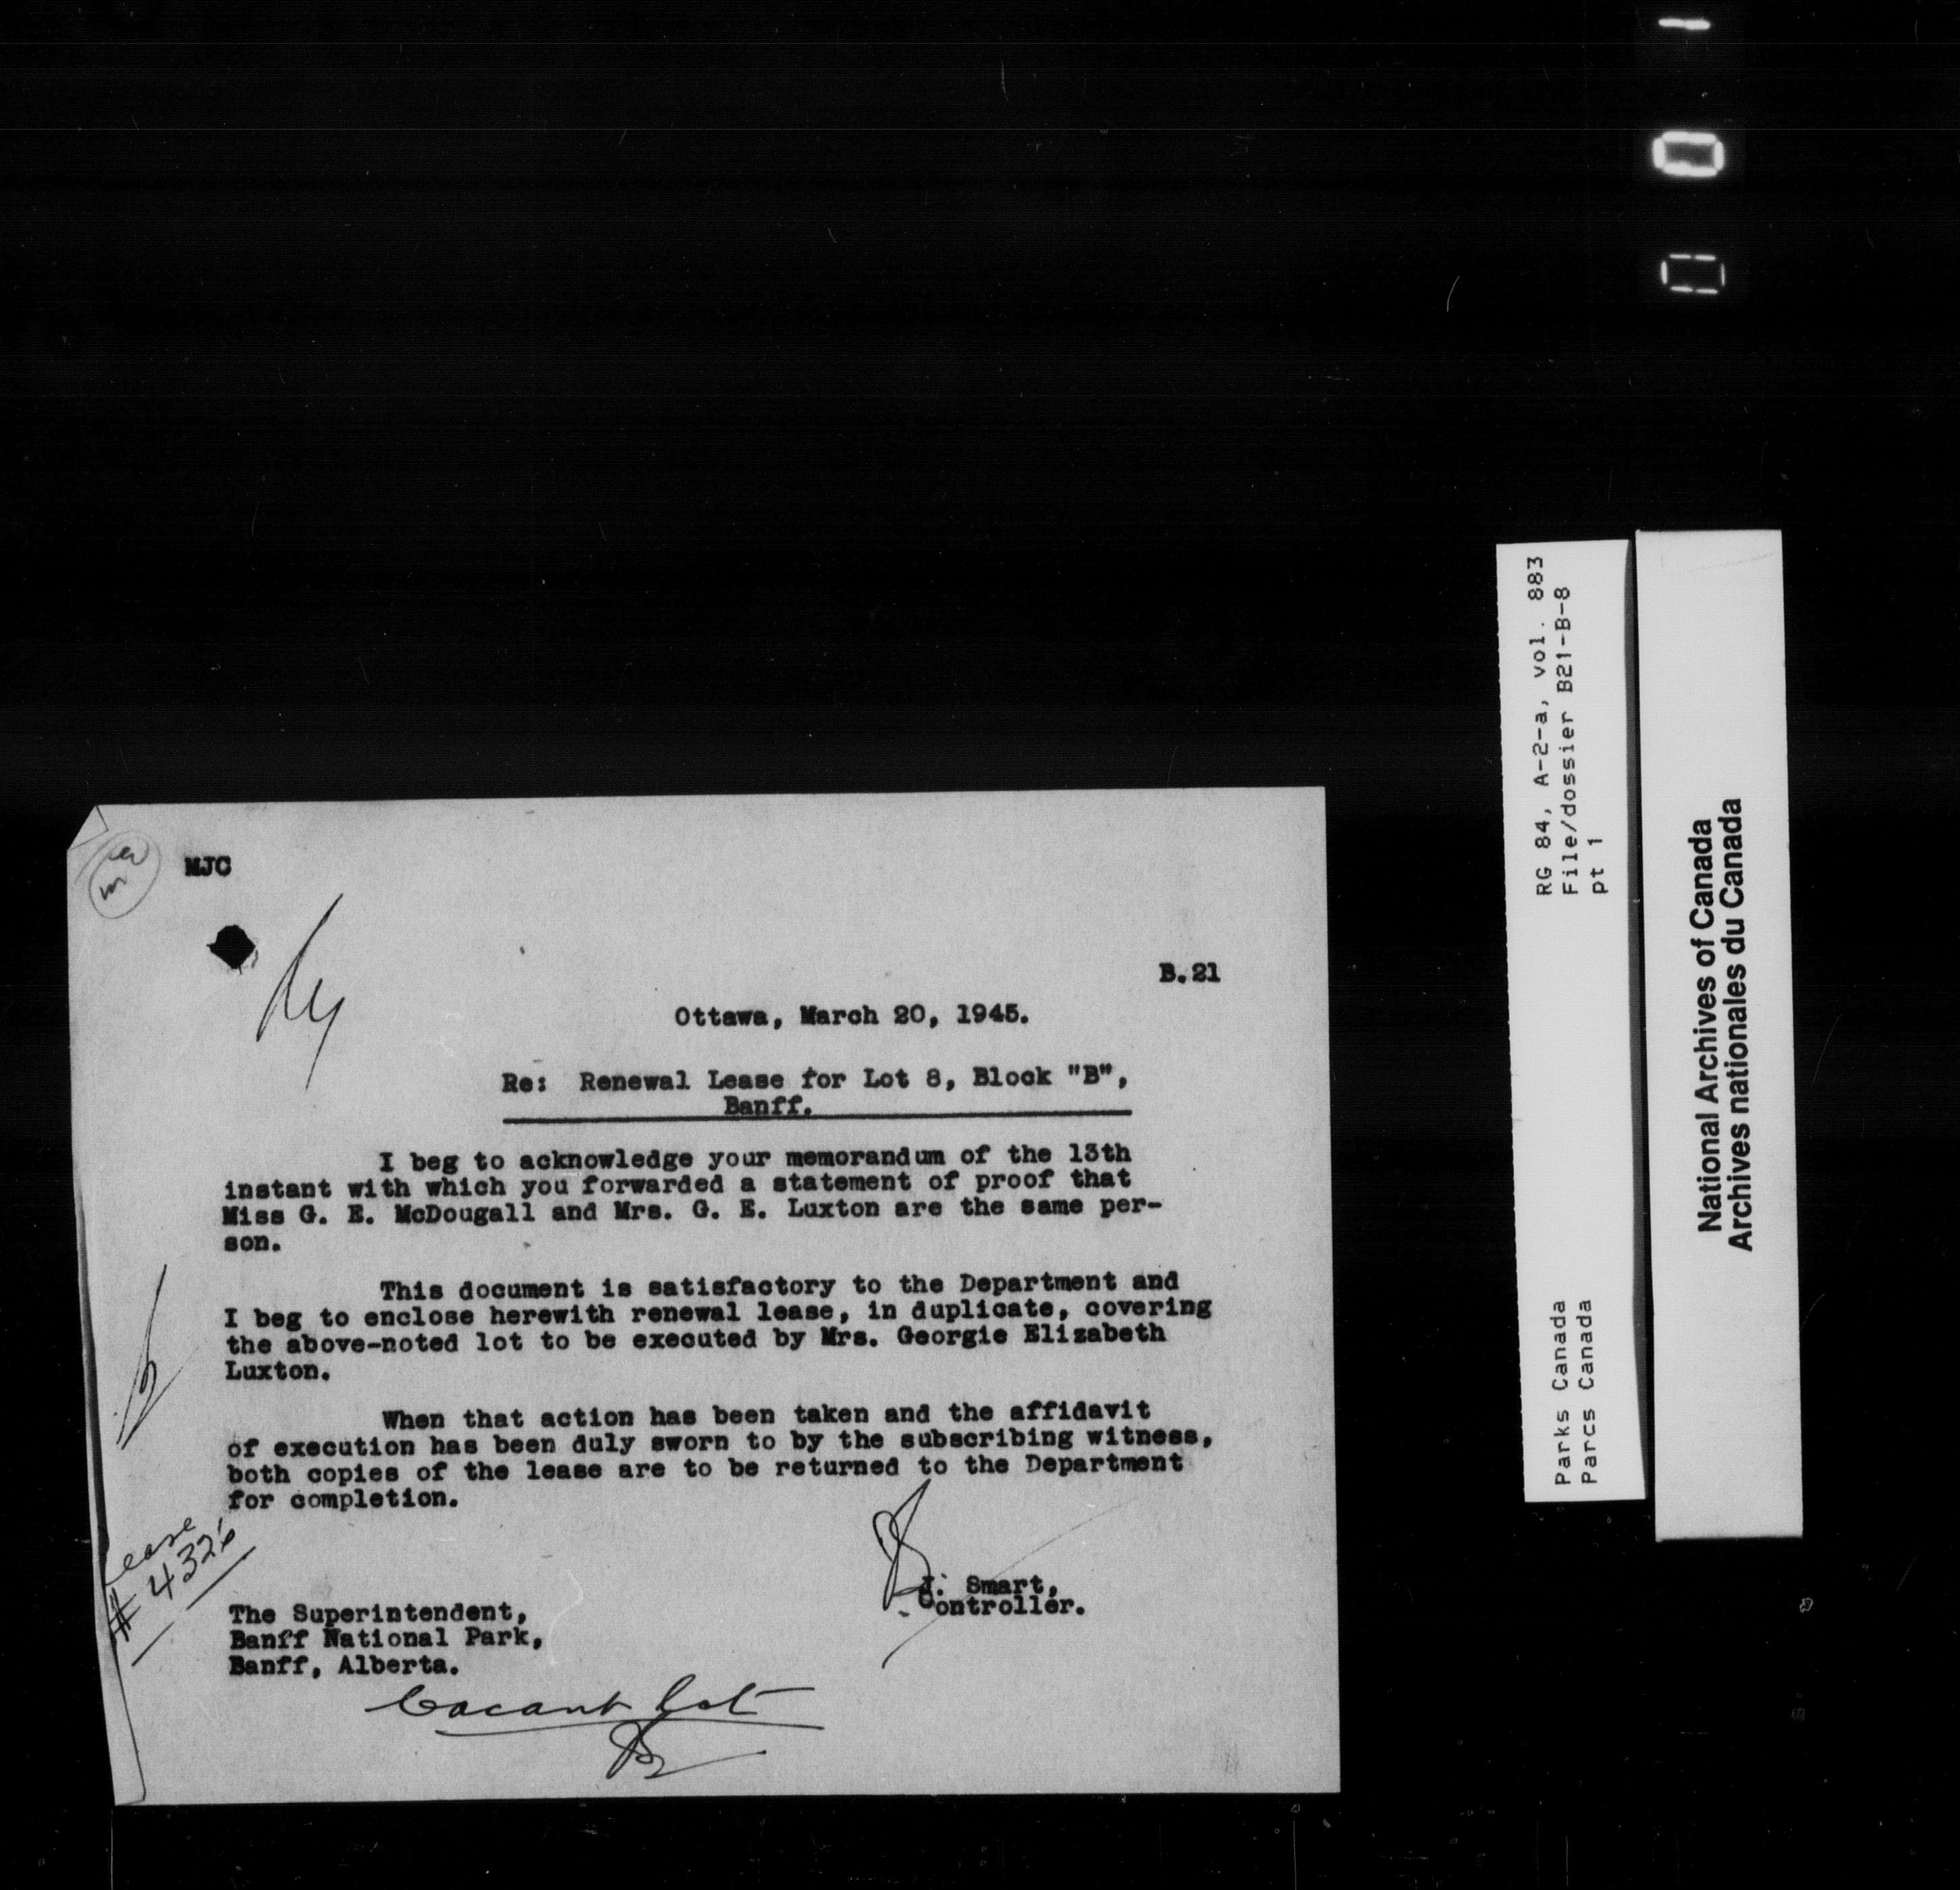 MJC
B.21
Ottawa, March 20, 1945.
Re: Renewal Lease for Lot 8, Block "B",
Banff.
I beg to acknowledge your memorandum of the 13th
instant with which you forwarded a statement of proof that
Miss G. E. McDougall and Mrs. G. E. Luxton are the same per-
son.
This document is satisfactory to the Department and
I beg to enclose herewith renewal lease, in duplicate, covering
the above-noted lot to be executed by Mrs. Georgie Elizabeth
Luxton.
When that action has been taken and the affidavit
of execution has been duly sworn to by the subscribing witness,
both copies of the lease are to be returned to the Department
for completion.
Lease
# 4326
J. Smart,
Controller.
The Superintendent,
Banff National Park,
Banff, Alberta.
Vacant Lot
RG 84, A-2-a, vol. 883
File/dossier B21-B-8
pt 1
Parks Canada
Parcs Canada
National Archives of Canada
Archives nationales du Canada